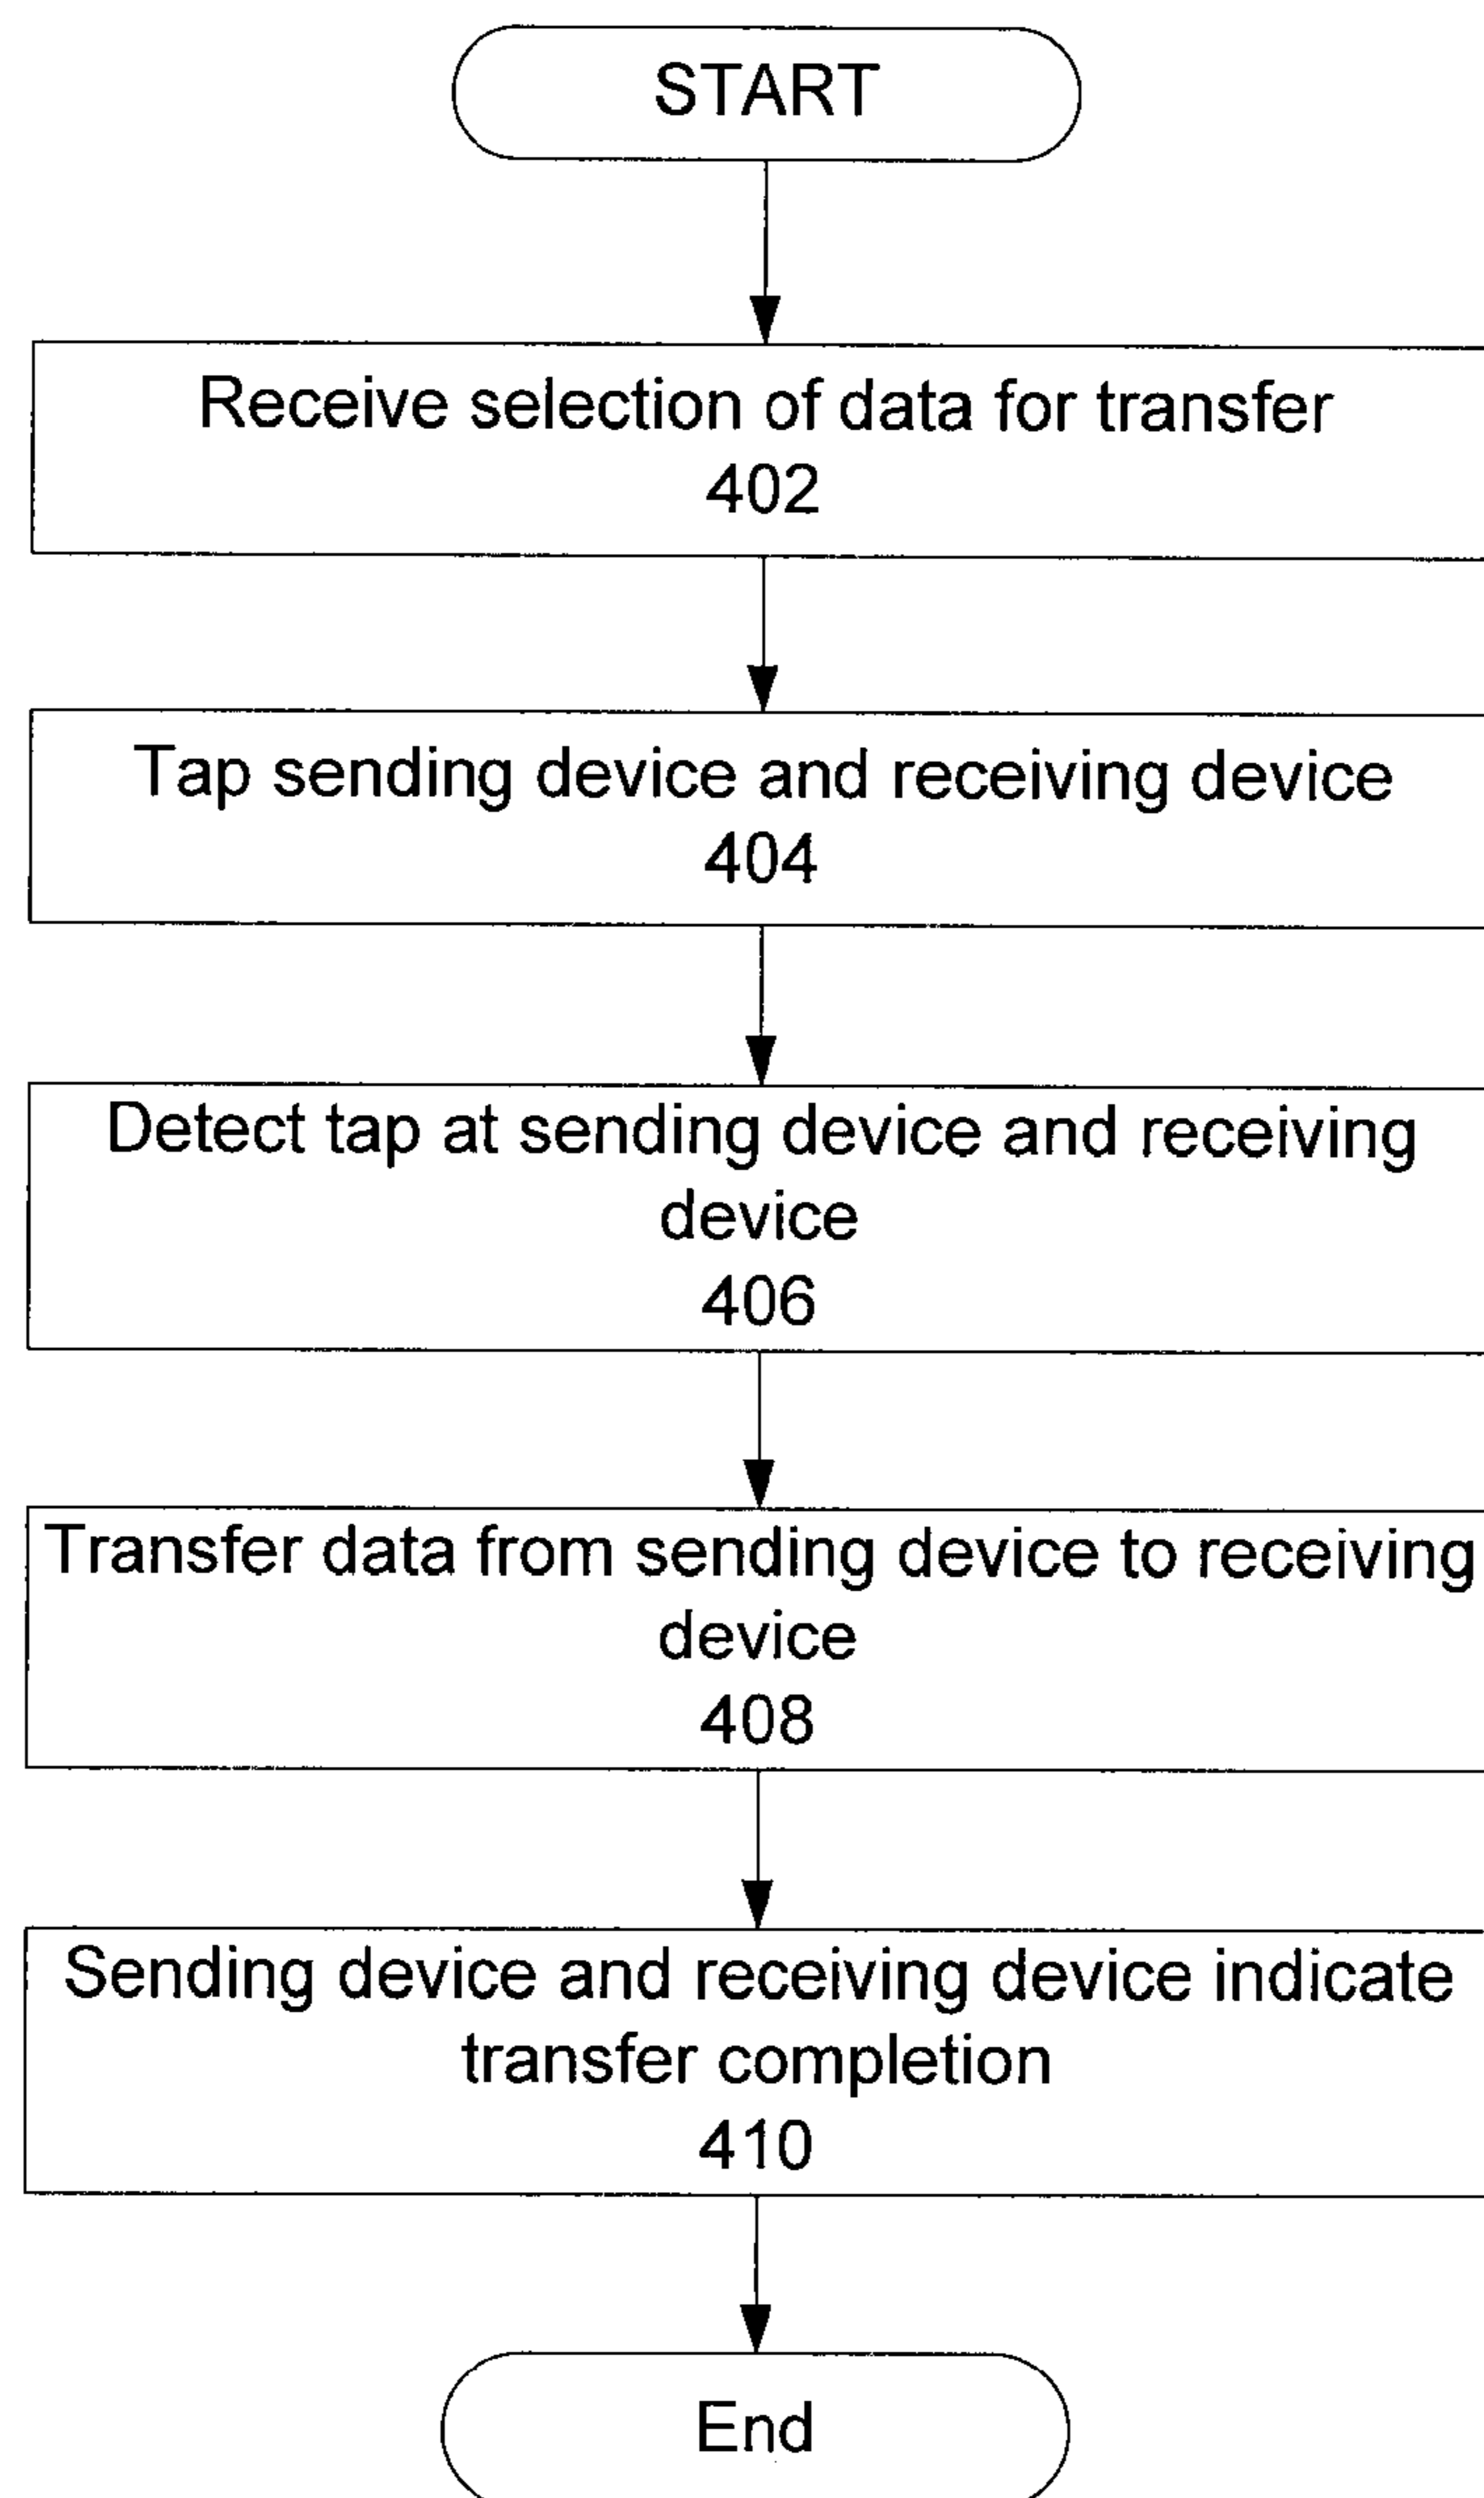 START
Receive selection of data for transfer
402
Tap sending device and receiving device
404
Detect tap at sending device and receiving
device
406
Transfer data from sending device to receiving
device
408
Sending device and receiving device indicate
transfer completion
410
End